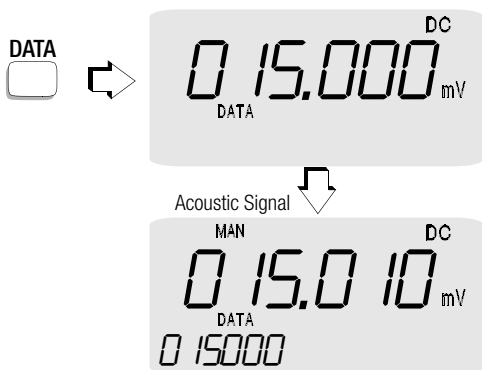 DATA
DC
015.000 mV
DATA
Acoustic Signal
MAN DC
015.010 mV
DATA
015000